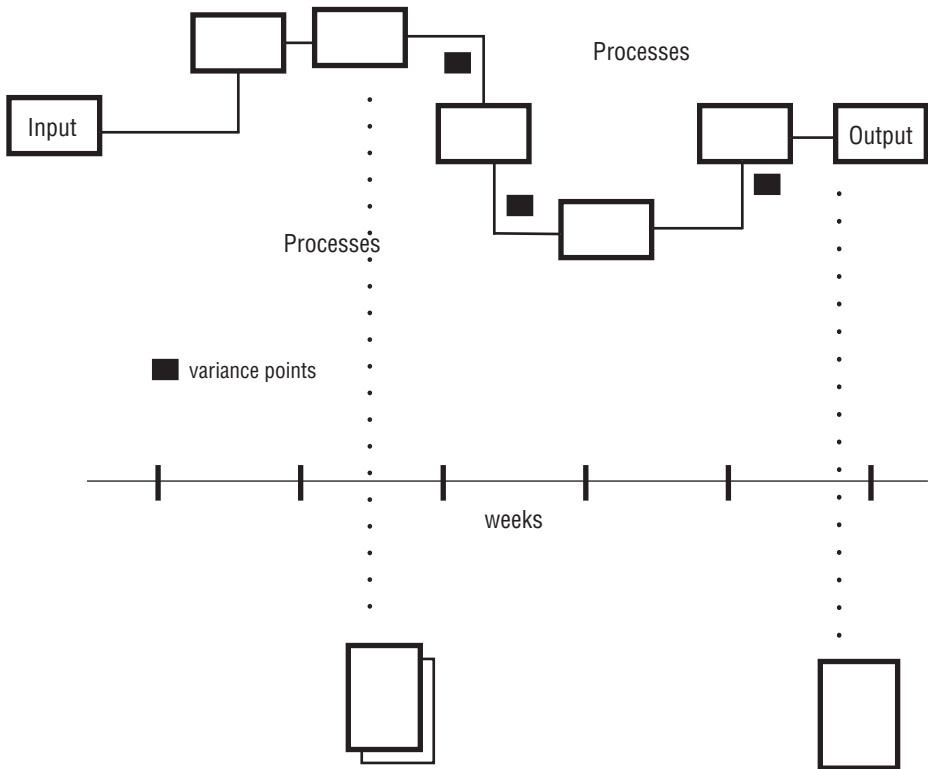 Processes
Input
Output
Processes
variance points
weeks